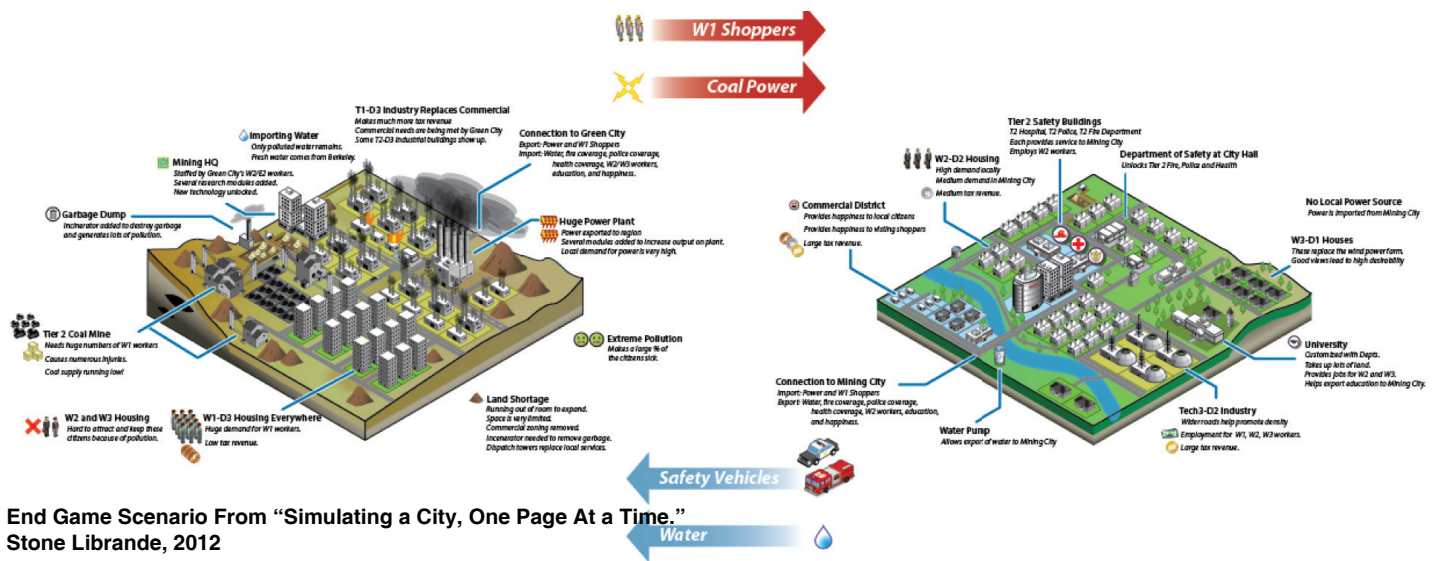 W1 Shoppers
Coal Power
T1-D3 Industry Replaces Commercial
Makes much more tax revenue
Commercial needs are being met by Green City
Some T2-D3 Industrial buildings show up.
Importing Water
Only polluted water remains.
Fresh water comes from Berkeley.
Connection to Green City
Export: Power and W1 Shoppers
Import: Water, fire coverage, police coverage,
health coverage, W2/W3 workers,
education, and happiness.
Mining HQ
Staffed by Green City's W2/E2 workers.
Several research modules added.
New technology unlocked.
Garbage Dump
Incinerator added to destroy garbage
and generates lots of pollution.
Huge Power Plant
Power exported to region
Several modules added to increase output on plant.
Local demand for power is very high.
Tier 2 Coal Mine
Needs huge numbers of W1 workers
Causes numerous injuries.
Coal supply running low!
Extreme Pollution
Makes a large % of
the citizens sick.
W2 and W3 Housing
Hard to attract and keep these
citizens because of pollution.
W1-D3 Housing Everywhere
Huge demand for W1 workers.
Low tax revenue.
Land Shortage
Running out of room to expand.
Space is very limited.
Commercial zoning removed.
Incenerator needed to remove garbage.
Dispatch towers replace local services.
Tier 2 Safety Buildings
T2 Hospital, T2 Police, T2 Fire Department
Each provides service to Mining City
Employs W2 workers.
W2-D2 Housing
High demand locally
Medium demand in Mining City
Medium tax revenue.
Department of Safety at City Hall
Unlocks Tier 2 Fire, Police and Health
Commercial District
Provides happiness to local citizens
Provides happiness to visting shoppers
Large tax revenue.
No Local Power Source
Power is imported from Mining City
W3-D1 Houses
These replace the wind power farm.
Good views lead to high desirability
University
Customized with Depts.
Takes up lots of land.
Provides jobs for W2 and W3.
Helps export education to Mining City.
Connection to Mining City
Import: Power and W1 Shoppers
Export: Water, fire coverage, police coverage,
health coverage, W2 workers, education,
and happiness.
Water Pump
Allows export of water to Mining City
Tech3-D2 Industry
Wider roads help promote density
Employment for W1, W2, W3 workers.
Large tax revenue.
Safety Vehicles
Water
End Game Scenario From “Simulating a City, One Page At a Time.”
Stone Librande, 2012